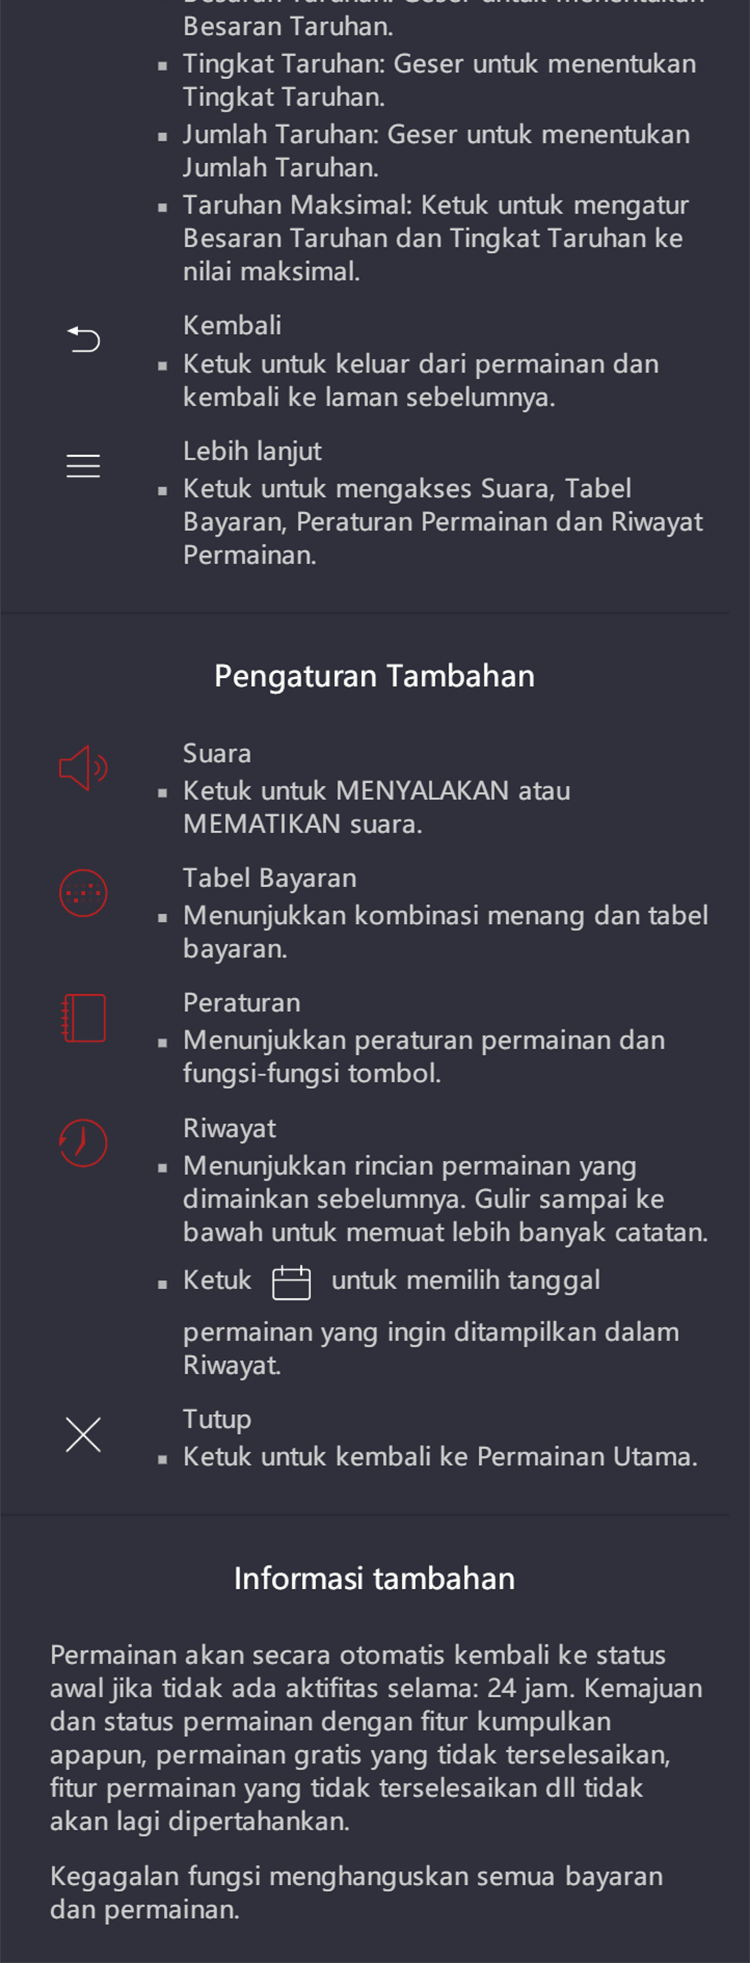 Besaran Taruhan: Geser untuk menentukan
Besaran Taruhan.
Tingkat Taruhan: Geser untuk menentukan
Tingkat Taruhan.
Jumlah Taruhan: Geser untuk menentukan
Jumlah Taruhan.
Taruhan Maksimal: Ketuk untuk mengatur
Besaran Taruhan dan Tingkat Taruhan ke
nilai maksimal.
Kembali
Ketuk untuk keluar dari permainan dan
kembali ke laman sebelumnya.
Lebih lanjut
Ketuk untuk mengakses Suara, Tabel
Bayaran, Peraturan Permainan dan Riwayat
Permainan.
Pengaturan Tambahan
Suara
Ketuk untuk MENYALAKAN atau
MEMATIKAN suara.
Tabel Bayaran
Menunjukkan kombinasi menang dan tabel
bayaran.
Peraturan
Menunjukkan peraturan permainan dan
fungsi-fungsi tombol.
Riwayat
Menunjukkan rincian permainan yang
dimainkan sebelumnya. Gulir sampai ke
bawah untuk memuat lebih banyak catatan.
Ketuk untuk memilih tanggal
permainan yang ingin ditampilkan dalam
Riwayat.
Tutup
Ketuk untuk kembali ke Permainan Utama.
Informasi tambahan
Permainan akan secara otomatis kembali ke status
awal jika tidak ada aktifitas selama: 24 jam. Kemajuan
dan status permainan dengan fitur kumpulkan
apapun, permainan gratis yang tidak terselesaikan,
fitur permainan yang tidak terselesaikan dll tidak
akan lagi dipertahankan.
Kegagalan fungsi menghanguskan semua bayaran
dan permainan.